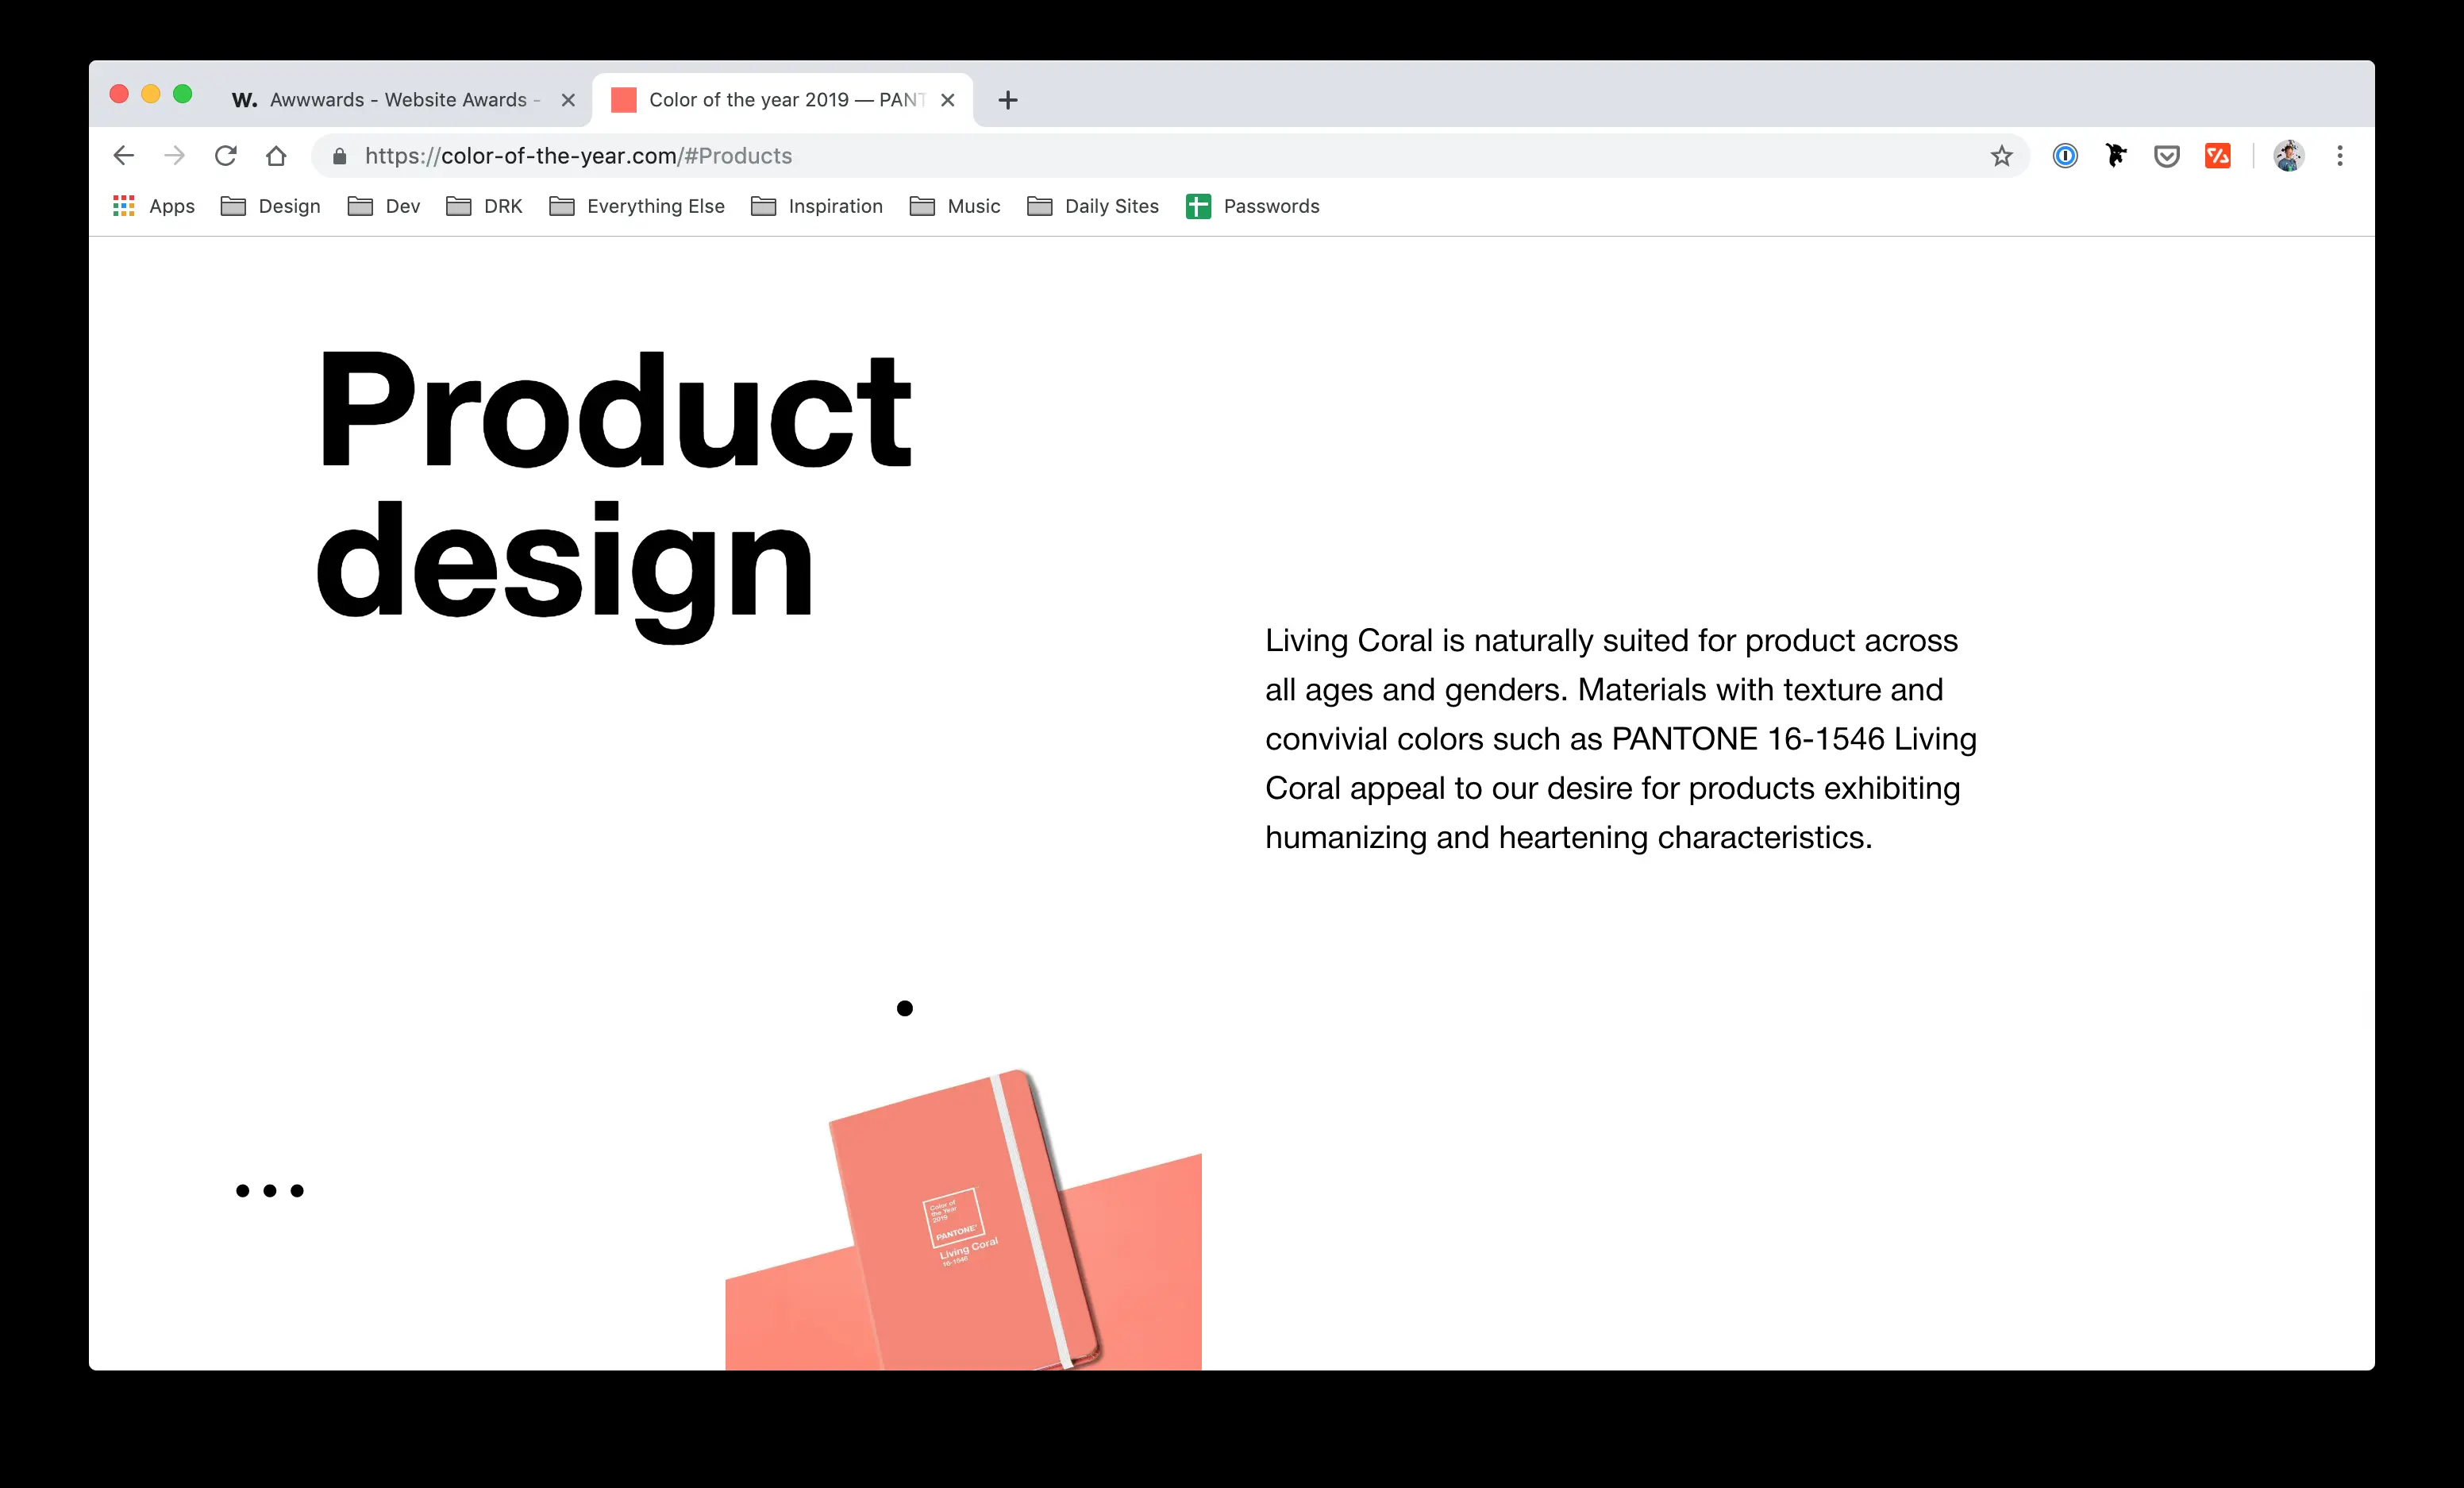 W. Awwwards - Website Awards -
Color of the year 2019 — PANT
https://color-of-the-year.com/#Products
Apps Design Dev DRK Everything Else Inspiration Music Daily Sites Passwords
Product
design
Living Coral is naturally suited for product across
all ages and genders. Materials with texture and
convivial colors such as PANTONE 16-1546 Living
Coral appeal to our desire for products exhibiting
humanizing and heartening characteristics.
Color of
the Year
2019
PANTONE
Living Coral
16-1546